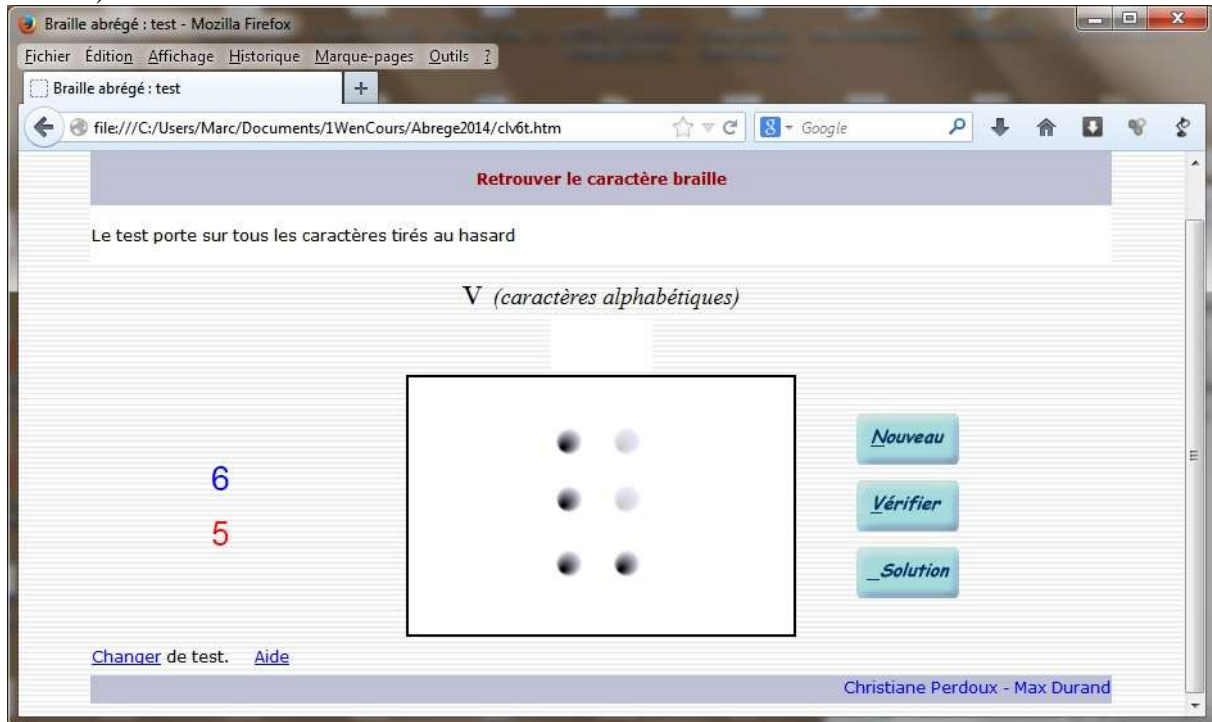 Braille abrégé : test - Mozilla Firefox
Fichier Édition Affichage Historique Marque-pages Outils ?
Braille abrégé : test +
file:///C:/Users/Marc/Documents/1WenCours/Abrege2014/clv6t.htm 8 Google
Retrouver le caractère braille
Le test porte sur tous les caractères tirés au hasard
V (caractères alphabétiques)
Nouveau
6
Vérifier
5
_Solution
Changer de test. Aide
Christiane Perdoux - Max Durand